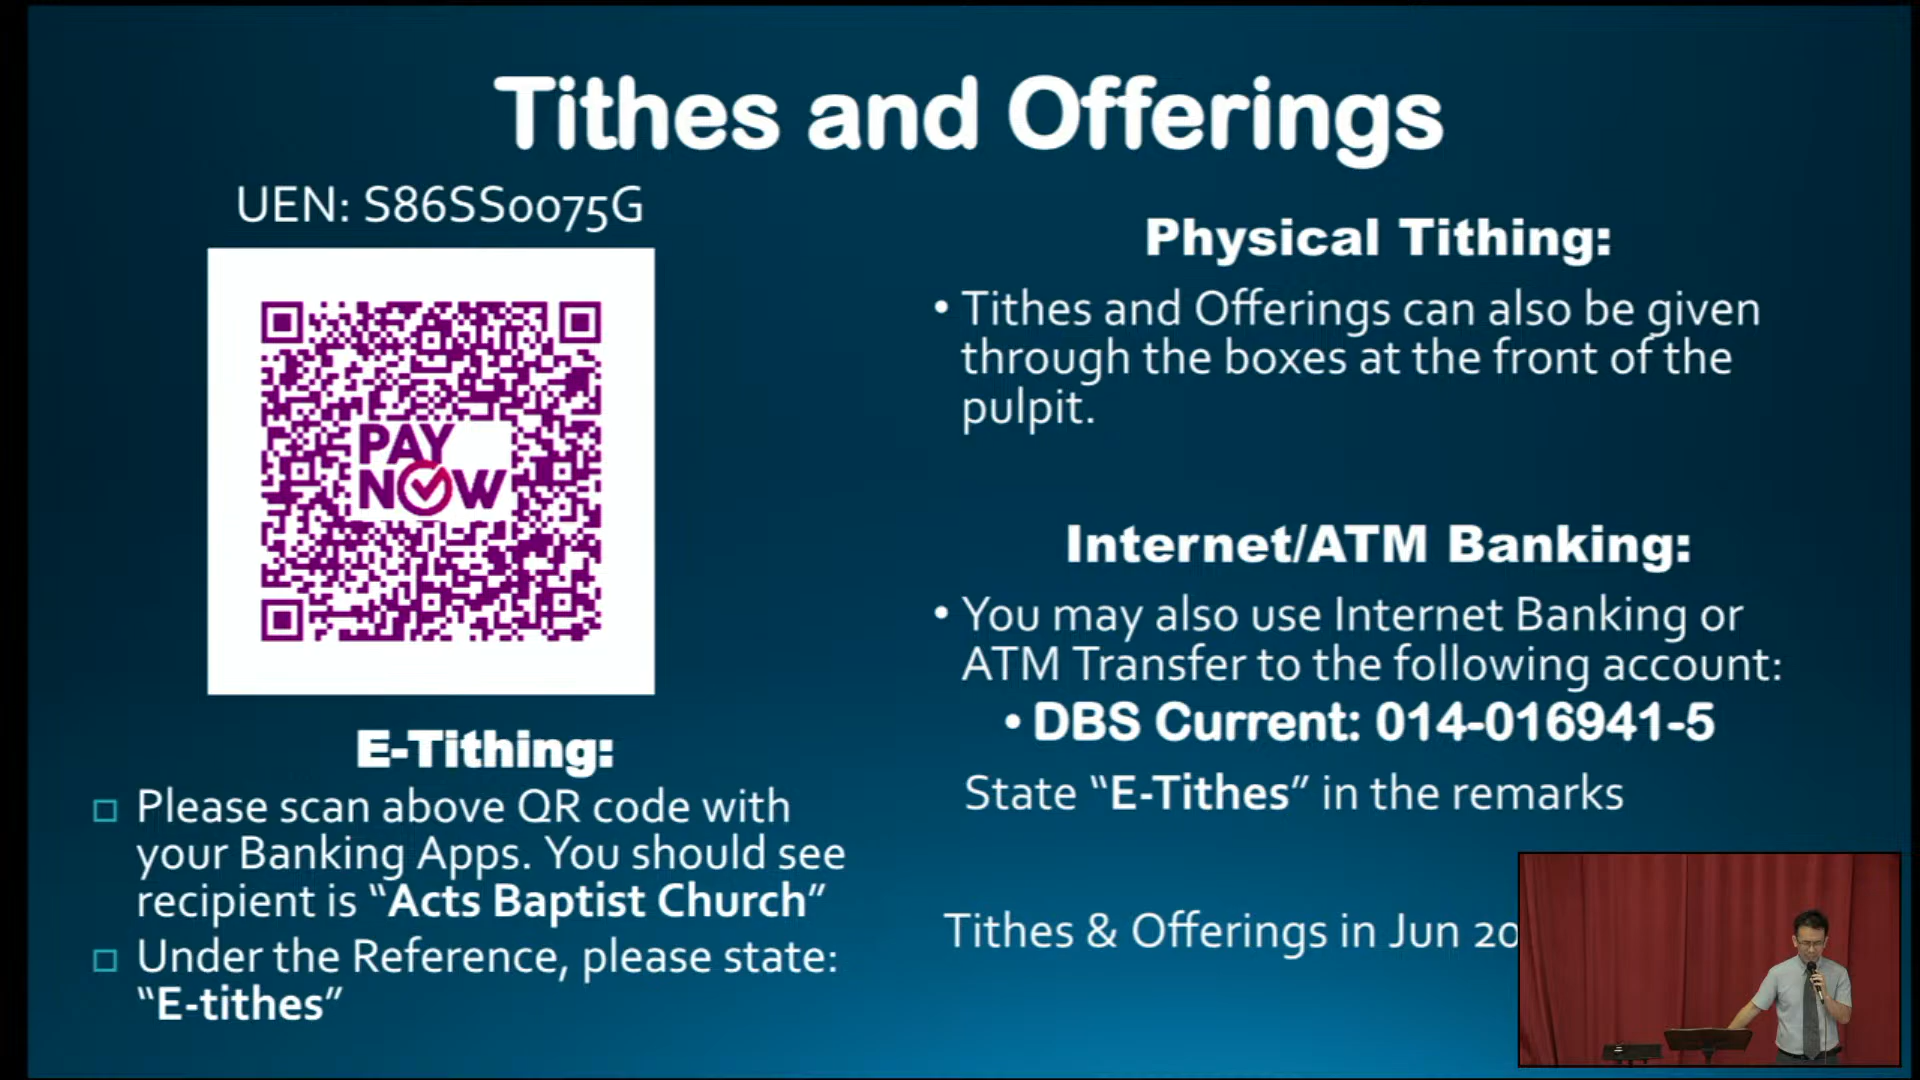 Tithes and Offerings
UEN: S86SS0075G
PAY
NOW
E-Tithing:
Please scan above QR code with
your Banking Apps. You should see
recipient is “Acts Baptist Church”
Under the Reference, please state:
“E-tithes”
Physical Tithing:
• Tithes and Offerings can also be given
through the boxes at the front of the
pulpit.
Internet/ATM Banking:
• You may also use Internet Banking or
ATM Transfer to the following account:
• DBS Current: 014-016941-5
State “E-Tithes” in the remarks
Tithes & Offerings in Jun 20